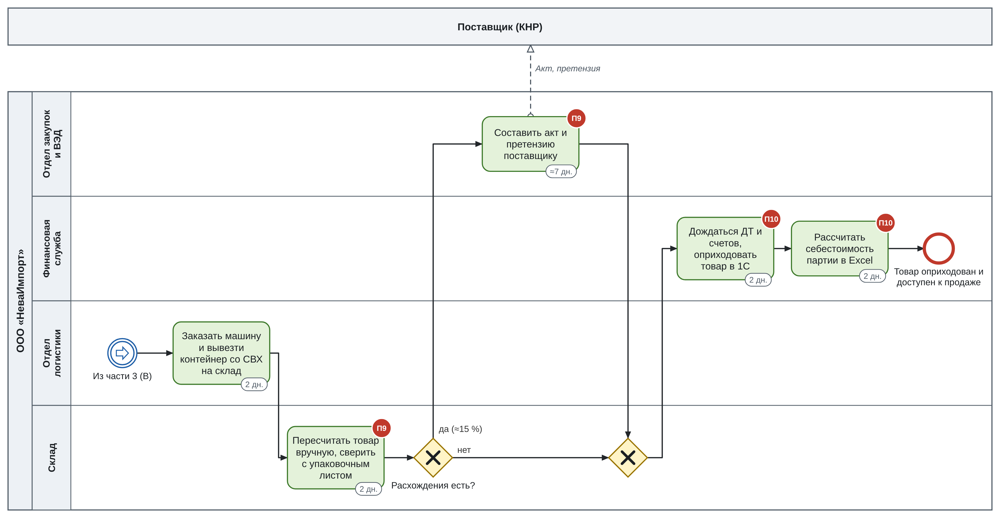 Поставщик (КНР)
Акт, претензия
ООО «НеваИмпорт»
Отдел закупок
и ВЭД
П9
Составить акт и
претензию
поставщику
≈7 дн.
Финансовая
служба
П10
Дождаться ДТ и
счетов,
оприходовать
товар в 1С
2 дн.
П10
Рассчитать
себестоимость
партии в Excel
2 дн.
Товар оприходован и
доступен к продаже
Отдел
логистики
Из части 3 (В)
Заказать машину
и вывезти
контейнер со СВХ
на склад
2 дн.
Склад
П9
Пересчитать товар
вручную, сверить
с упаковочным
листом
2 дн.
да (≈15 %)
нет
Расхождения есть?